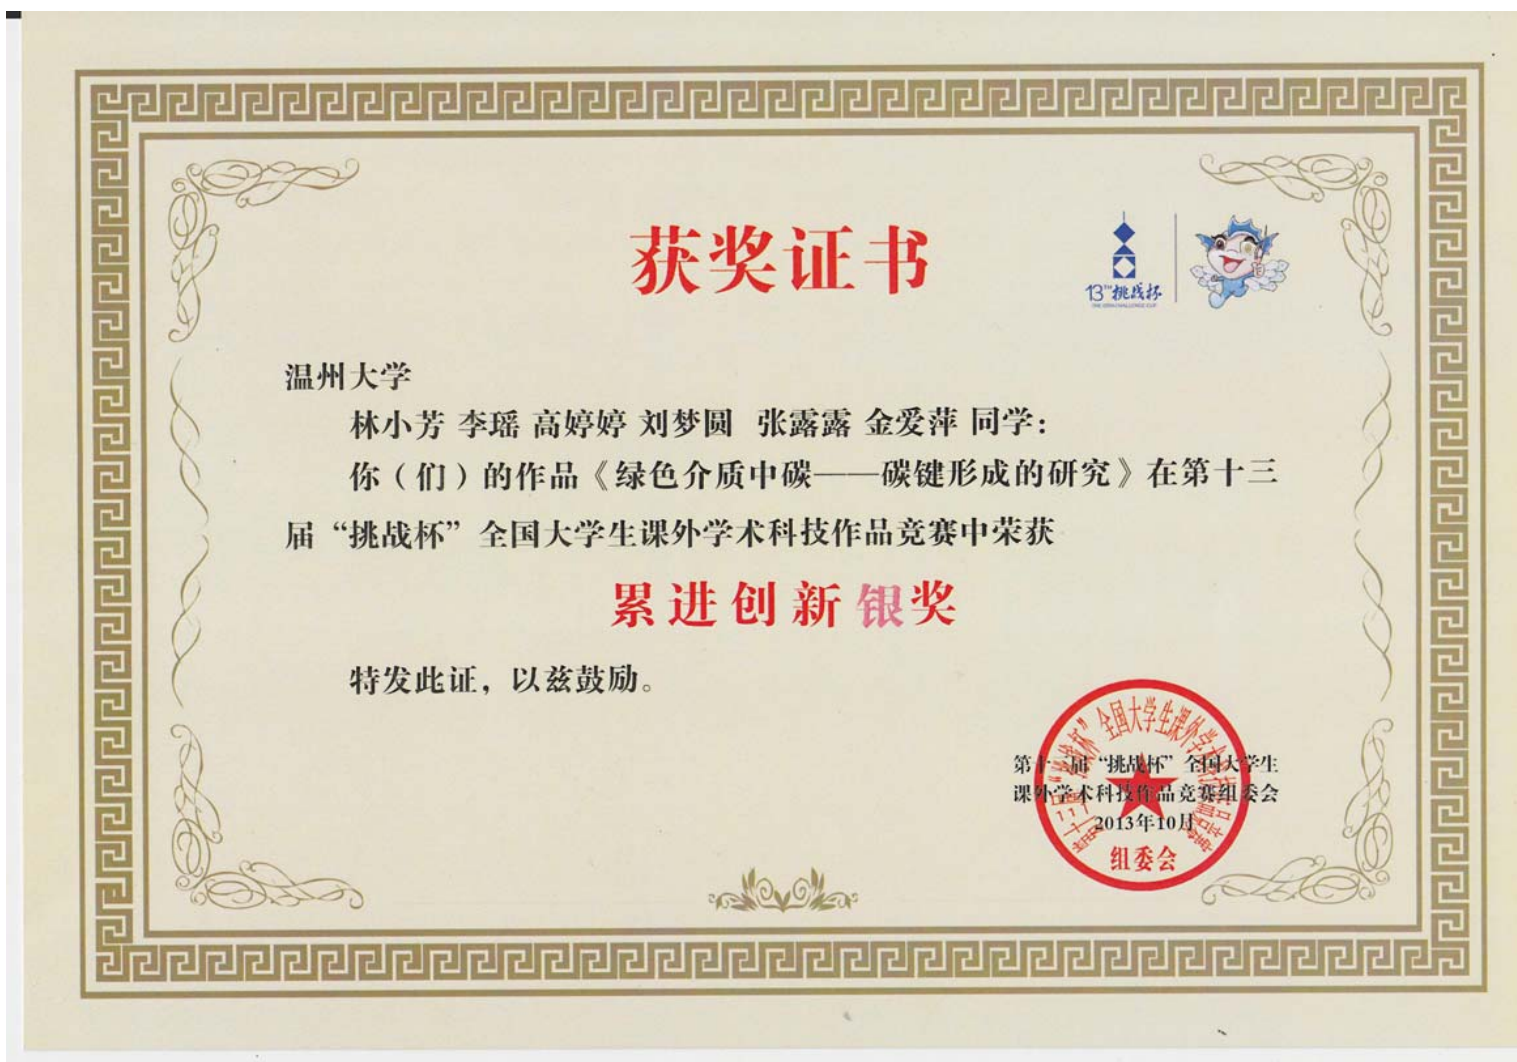 获奖证书
13TH 挑战杯
温州大学
林小芳 李瑶 高婷婷 刘梦圆 张露露 金爱萍 同学：
你（们）的作品《绿色介质中碳——碳键形成的研究》在第十三
届“挑战杯”全国大学生课外学术科技作品竞赛中荣获
累进创新银奖
特发此证，以兹鼓励。
第十三届“挑战杯”全国大学生
课外学术科技作品竞赛组委会
2013年10月
组委会